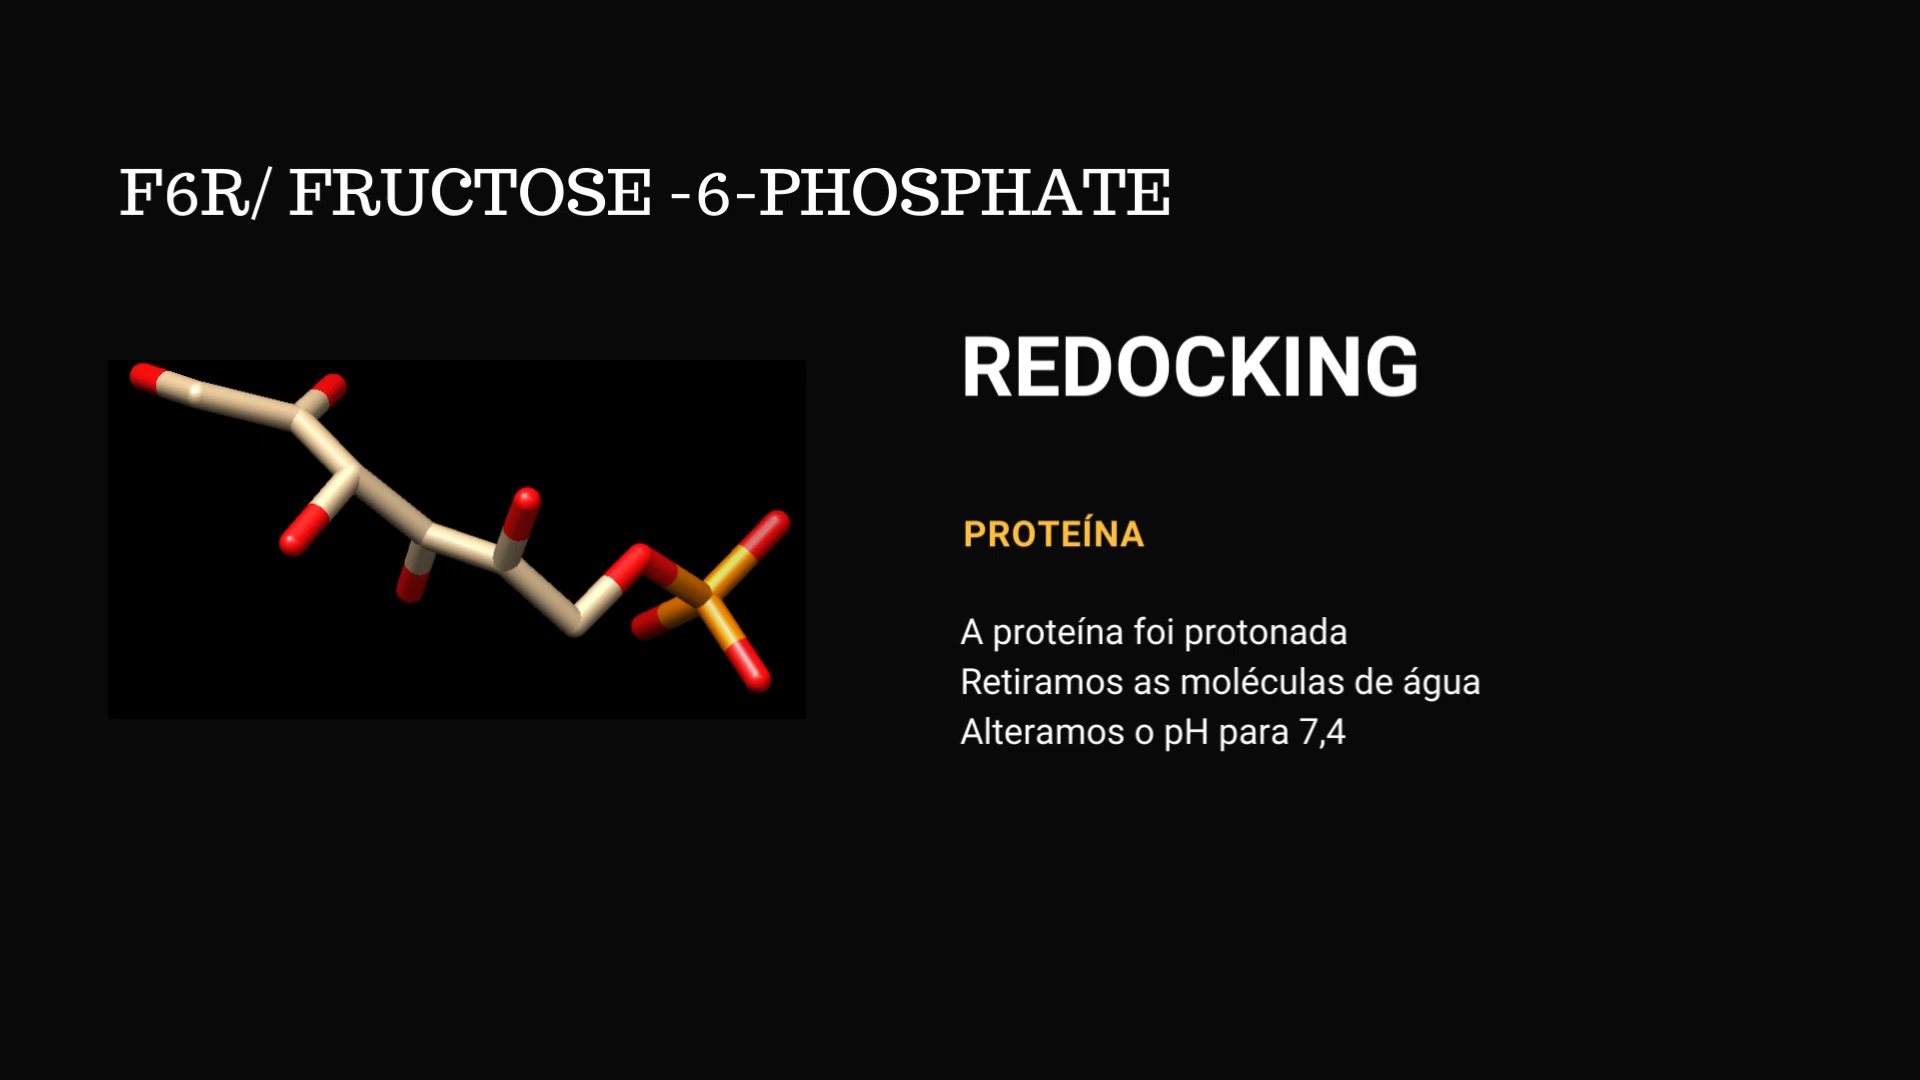 F6R/ FRUCTOSE -6-PHOSPHATE
REDOCKING
PROTEÍNA
A proteína foi protonada
Retiramos as moléculas de água
Alteramos o pH para 7,4